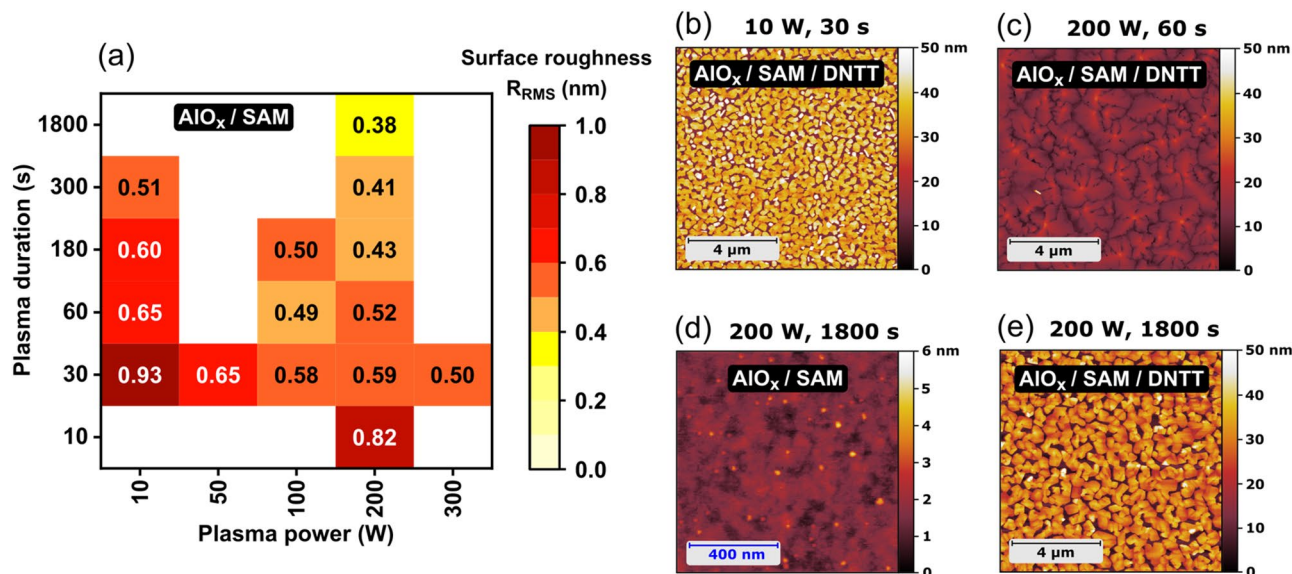 (a)
Surface roughness
R_RMS (nm)
AlOₓ / SAM
Plasma duration (s)
1800
300
180
60
30
10
0.38
0.51
0.41
0.60
0.50
0.43
0.65
0.49
0.52
0.93
0.65
0.58
0.59
0.50
0.82
10
50
100
200
300
Plasma power (W)
1.0
0.8
0.6
0.4
0.2
0.0
(b)
10 W, 30 s
AlOₓ / SAM / DNTT
4 µm
50 nm
40
30
20
10
0
(c)
200 W, 60 s
AlOₓ / SAM / DNTT
4 µm
50 nm
40
30
20
10
0
(d)
200 W, 1800 s
AlOₓ / SAM
400 nm
6 nm
5
4
3
2
1
0
(e)
200 W, 1800 s
AlOₓ / SAM / DNTT
4 µm
50 nm
40
30
20
10
0